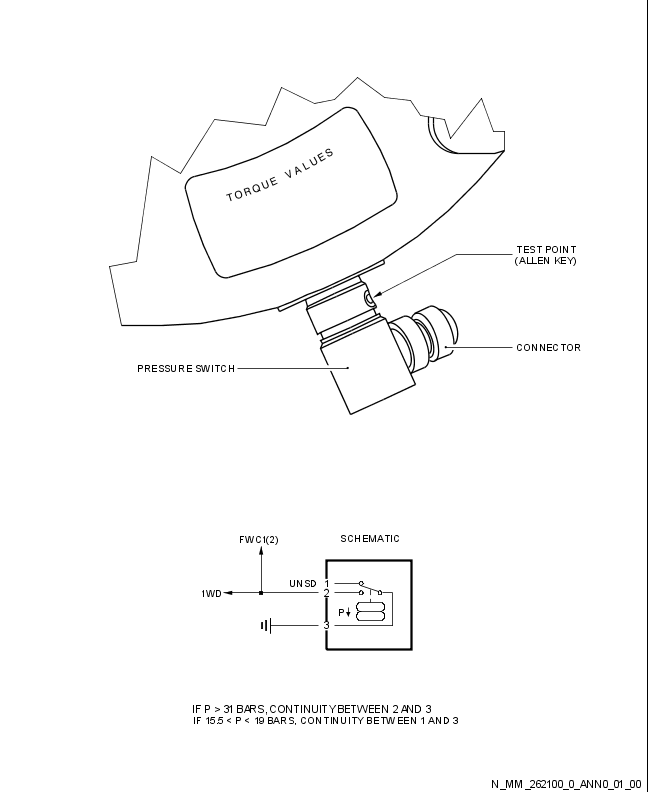 TORQUE VALUES
TEST POINT
(ALLEN KEY)
CONNECTOR
PRESSURE SWITCH
FWC1(2)
SCHEMATIC
UNSD 1
1WD
2
P
3
IF P > 31 BARS, CONTINUITY BETWEEN 2 AND 3
IF 15.5 < P < 19 BARS, CONTINUITY BETWEEN 1 AND 3
N_MM_262100_0_ANN0_01_00